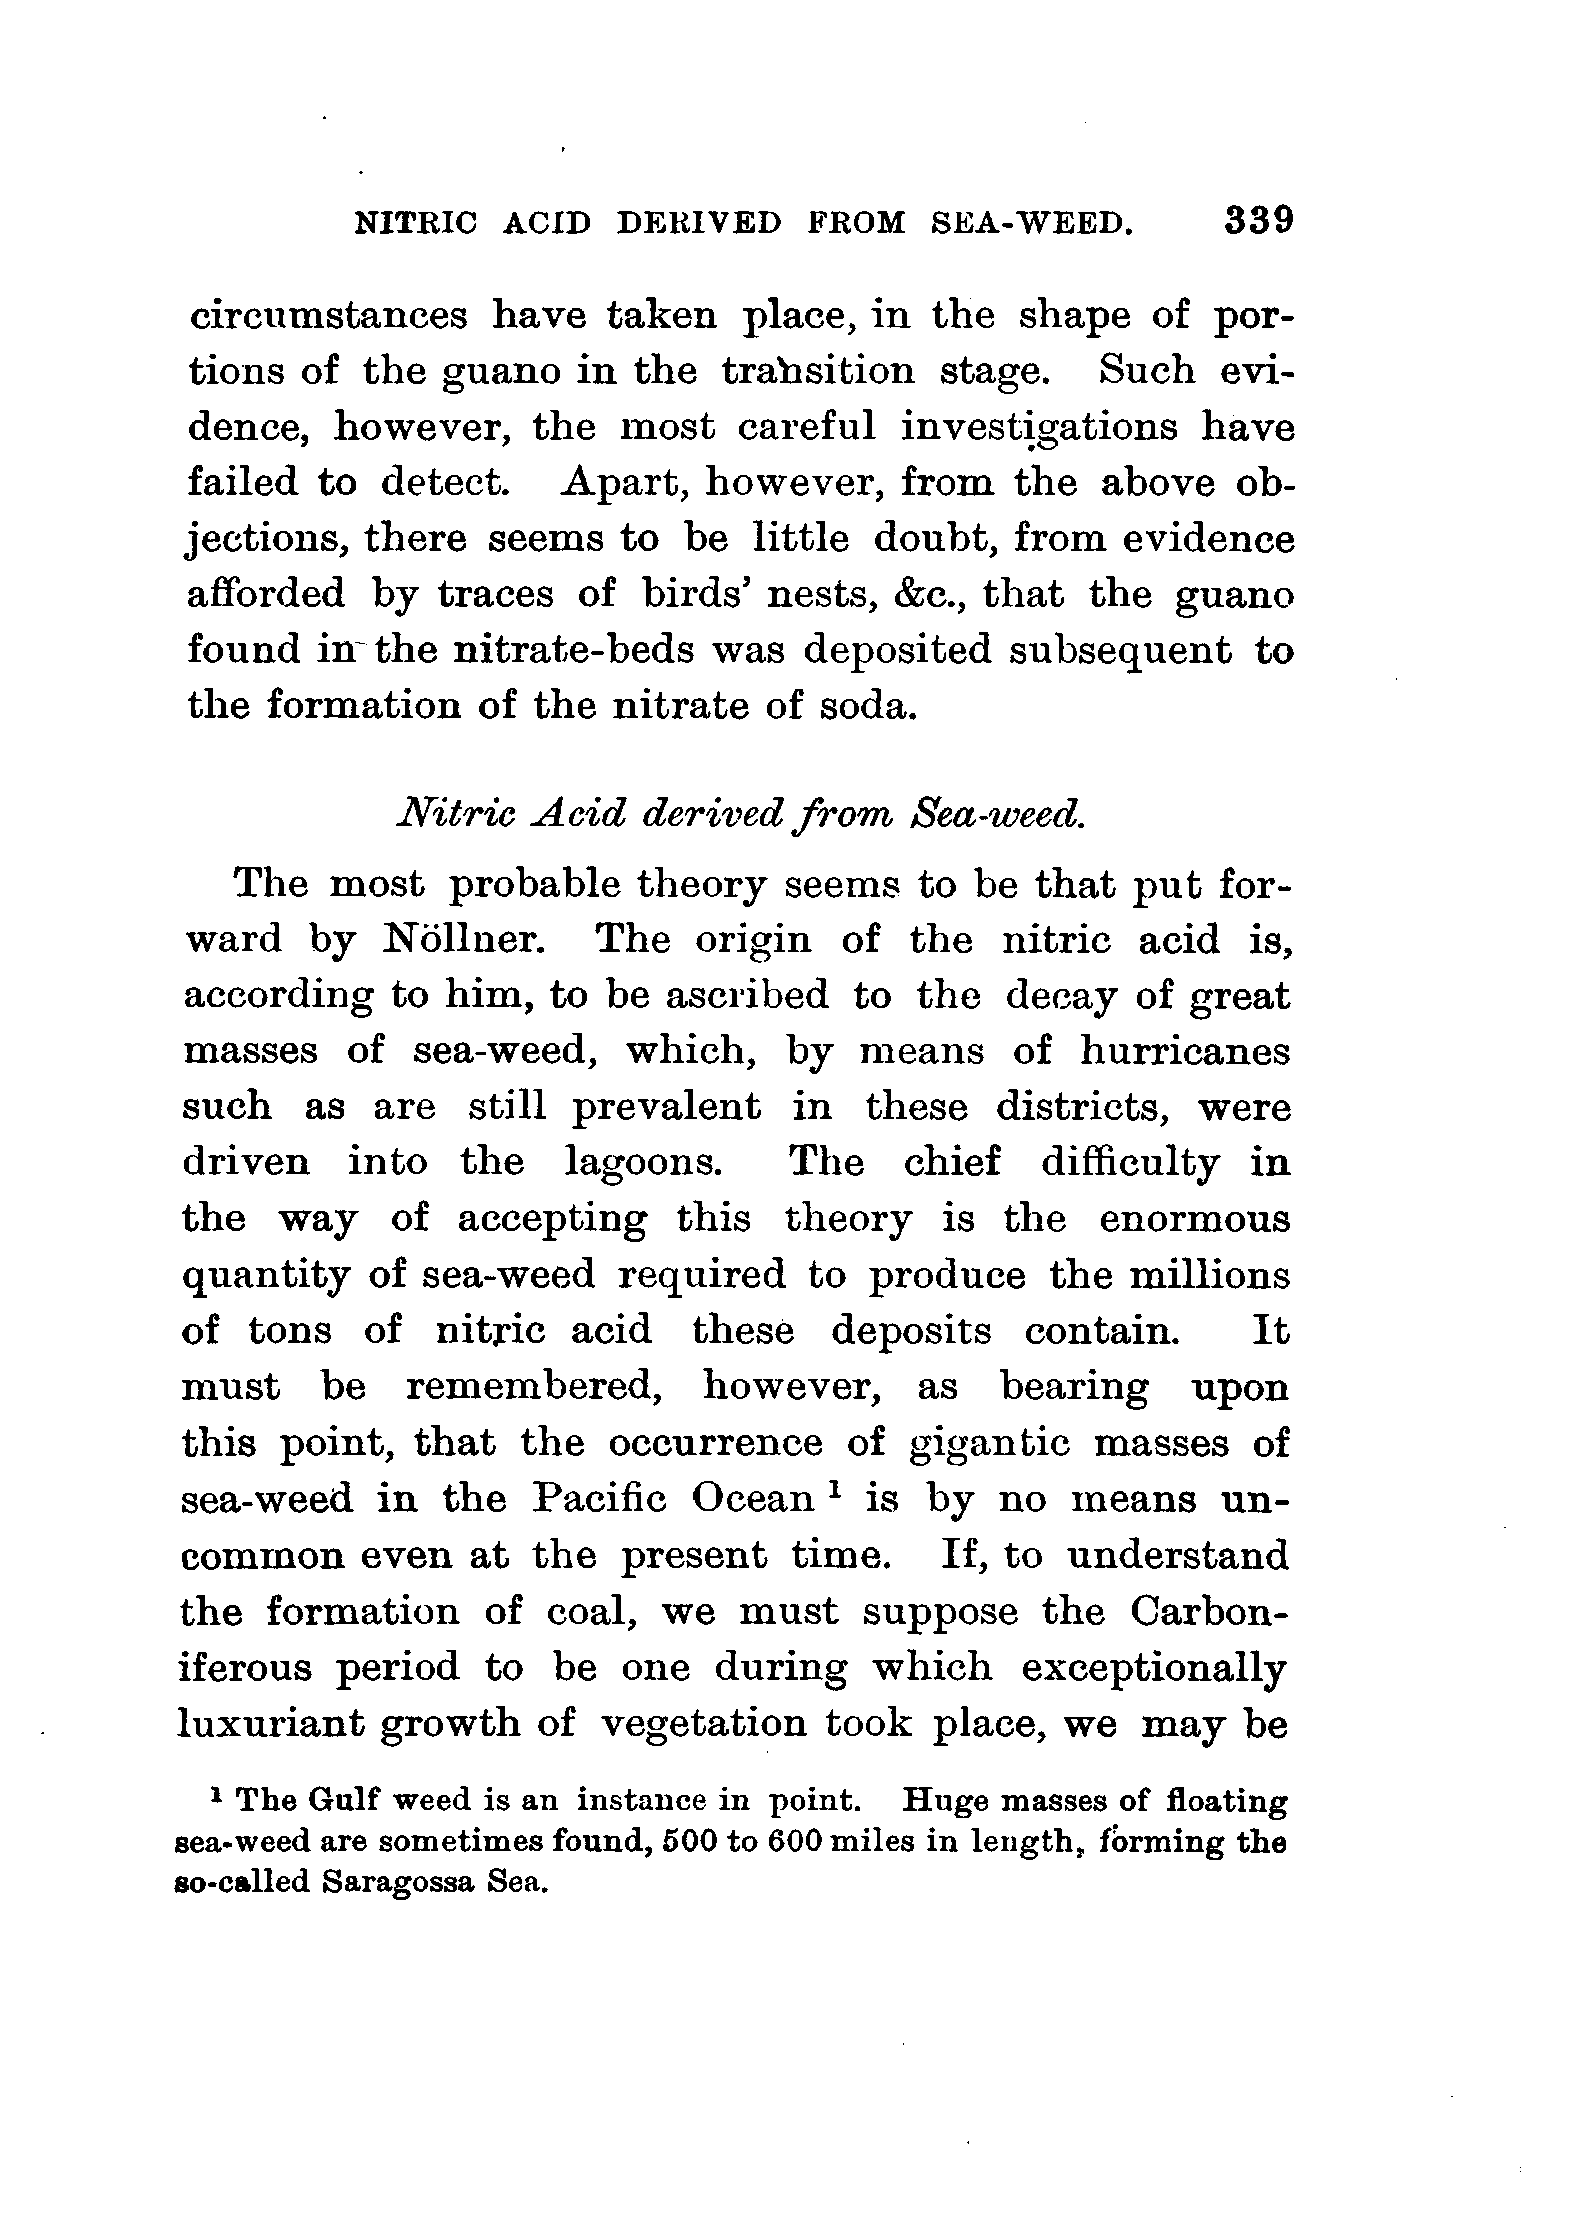 NITRIC ACID DERIVED FROM SEA-WEED. 339
circumstances have taken place, in the shape of por-
tions of the guano in the transition stage. Such evi-
dence, however, the most careful investigations have
failed to detect. Apart, however, from the above ob-
jections, there seems to be little doubt, from evidence
afforded by traces of birds' nests, &c., that the guano
found in the nitrate-beds was deposited subsequent to
the formation of the nitrate of soda.
Nitric Acid derived from Sea-weed.
The most probable theory seems to be that put for-
ward by Nöllner. The origin of the nitric acid is,
according to him, to be ascribed to the decay of great
masses of sea-weed, which, by means of hurricanes
such as are still prevalent in these districts, were
driven into the lagoons. The chief difficulty in
the way of accepting this theory is the enormous
quantity of sea-weed required to produce the millions
of tons of nitric acid these deposits contain. It
must be remembered, however, as bearing upon
this point, that the occurrence of gigantic masses of
sea-weed in the Pacific Ocean ¹ is by no means un-
common even at the present time. If, to understand
the formation of coal, we must suppose the Carbon-
iferous period to be one during which exceptionally
luxuriant growth of vegetation took place, we may be
¹ The Gulf weed is an instance in point. Huge masses of floating
sea-weed are sometimes found, 500 to 600 miles in length, forming the
so-called Saragossa Sea.